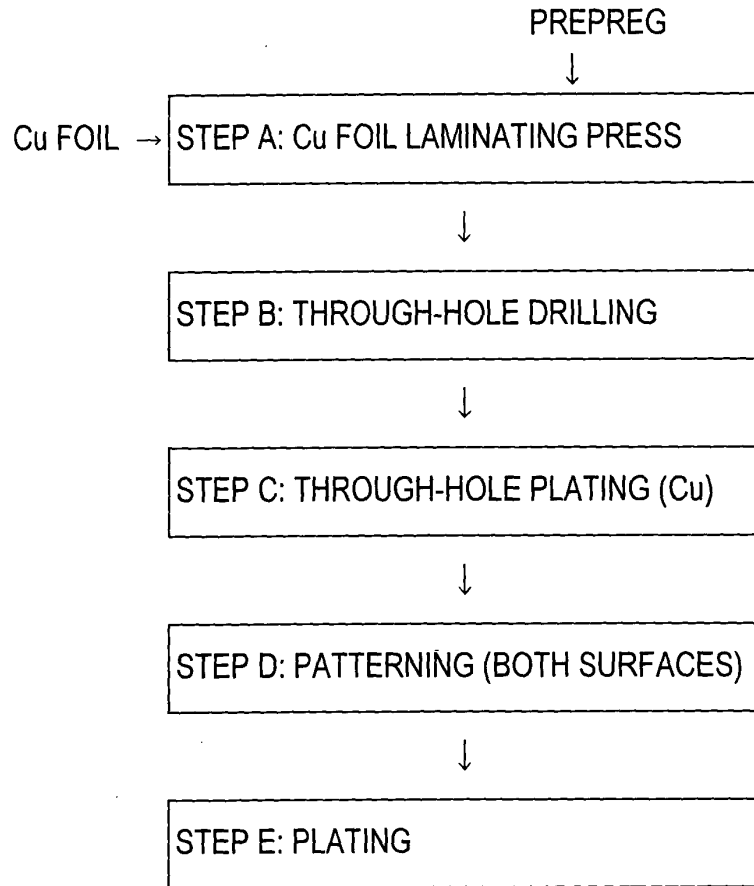 PREPREG
↓
Cu FOIL → STEP A: Cu FOIL LAMINATING PRESS
↓
STEP B: THROUGH-HOLE DRILLING
↓
STEP C: THROUGH-HOLE PLATING (Cu)
↓
STEP D: PATTERNING (BOTH SURFACES)
↓
STEP E: PLATING